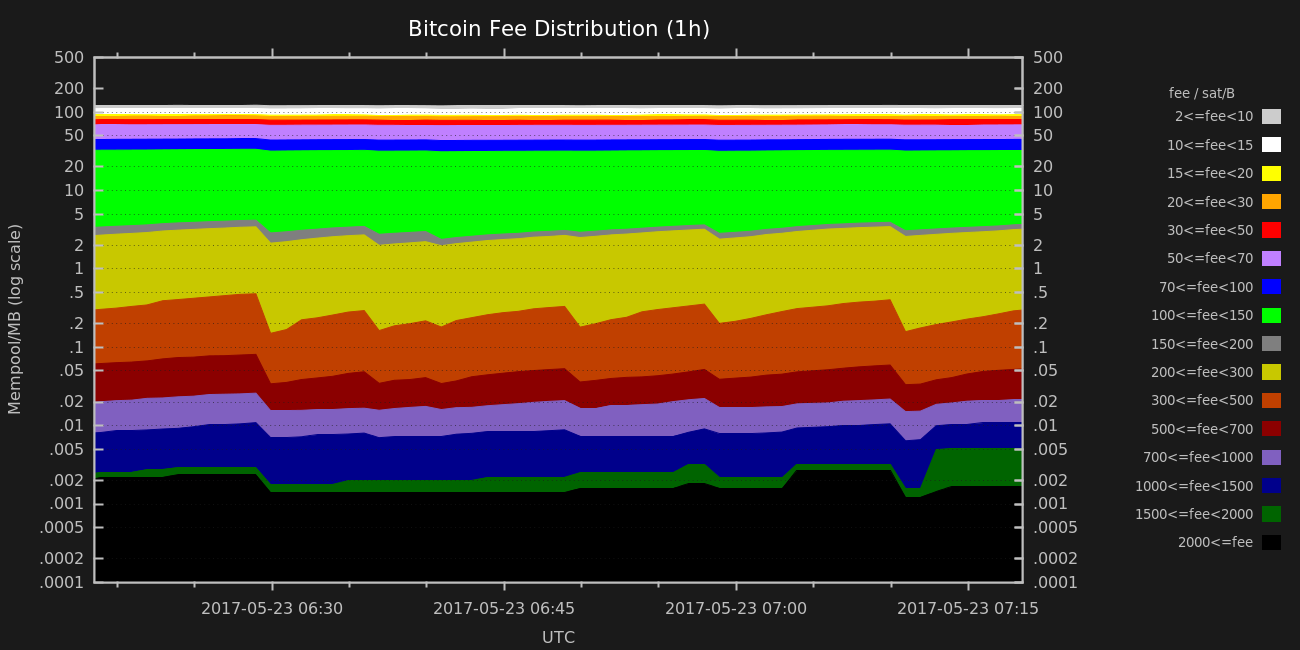 Bitcoin Fee Distribution (1h)
500
200
100
50
20
10
5
2
1
.5
.2
.1
.05
.02
.01
.005
.002
.001
.0005
.0002
.0001
Mempool/MB (log scale)
500
200
100
50
20
10
5
2
1
.5
.2
.1
.05
.02
.01
.005
.002
.001
.0005
.0002
.0001
2017-05-23 06:30 2017-05-23 06:45 2017-05-23 07:00 2017-05-23 07:15
UTC
fee / sat/B
2<=fee<10
10<=fee<15
15<=fee<20
20<=fee<30
30<=fee<50
50<=fee<70
70<=fee<100
100<=fee<150
150<=fee<200
200<=fee<300
300<=fee<500
500<=fee<700
700<=fee<1000
1000<=fee<1500
1500<=fee<2000
2000<=fee